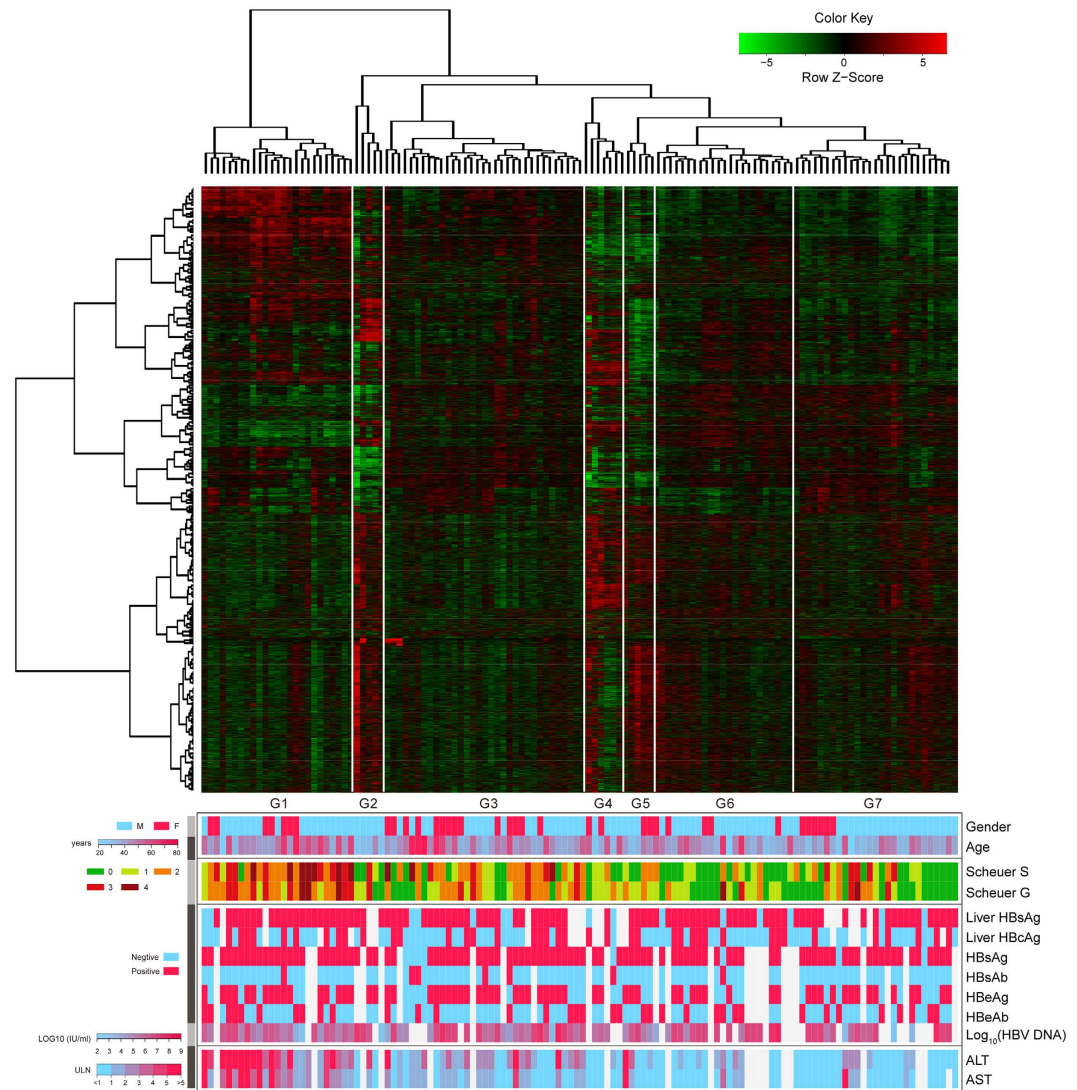 Color Key
−5 0 5
Row Z−Score
G1 G2 G3 G4 G5 G6 G7
M F
Gender
years
20 40 60 80
Age
0 1 2
3 4
Scheuer S
Scheuer G
Liver HBsAg
Liver HBcAg
Negtive
Positive
HBsAg
HBsAb
HBeAg
HBeAb
LOG10 (IU/ml)
2 3 4 5 6 7 8 9
Log₁₀(HBV DNA)
ULN
<1 1 2 3 4 5 >5
ALT
AST